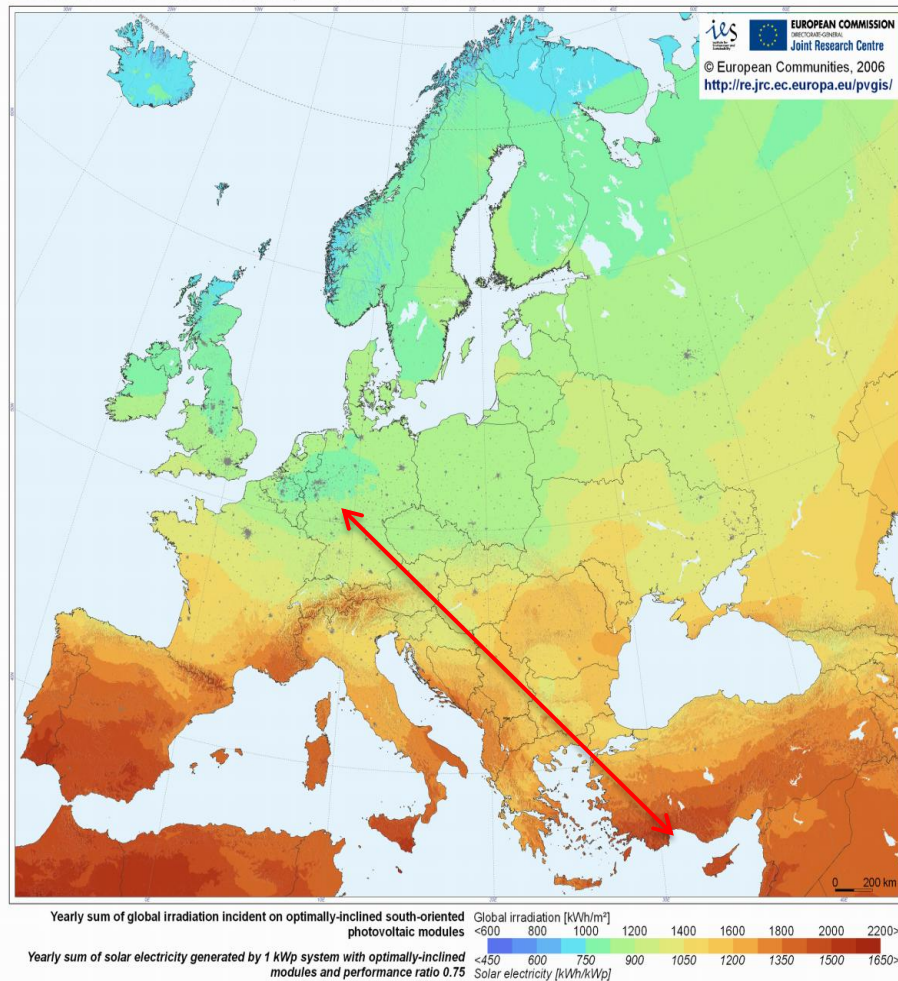 ies
EUROPEAN COMMISSION
DIRECTORATE-GENERAL
Joint Research Centre
© European Communities, 2006
http://re.jrc.ec.europa.eu/pvgis/
0 200 km
Yearly sum of global irradiation incident on optimally-inclined south-oriented
photovoltaic modules
Yearly sum of solar electricity generated by 1 kWp system with optimally-inclined
modules and performance ratio 0.75
Global irradiation [kWh/m²]
<600 800 1000 1200 1400 1600 1800 2000 2200>
<450 600 750 900 1050 1200 1350 1500 1650>
Solar electricity [kWh/kWp]